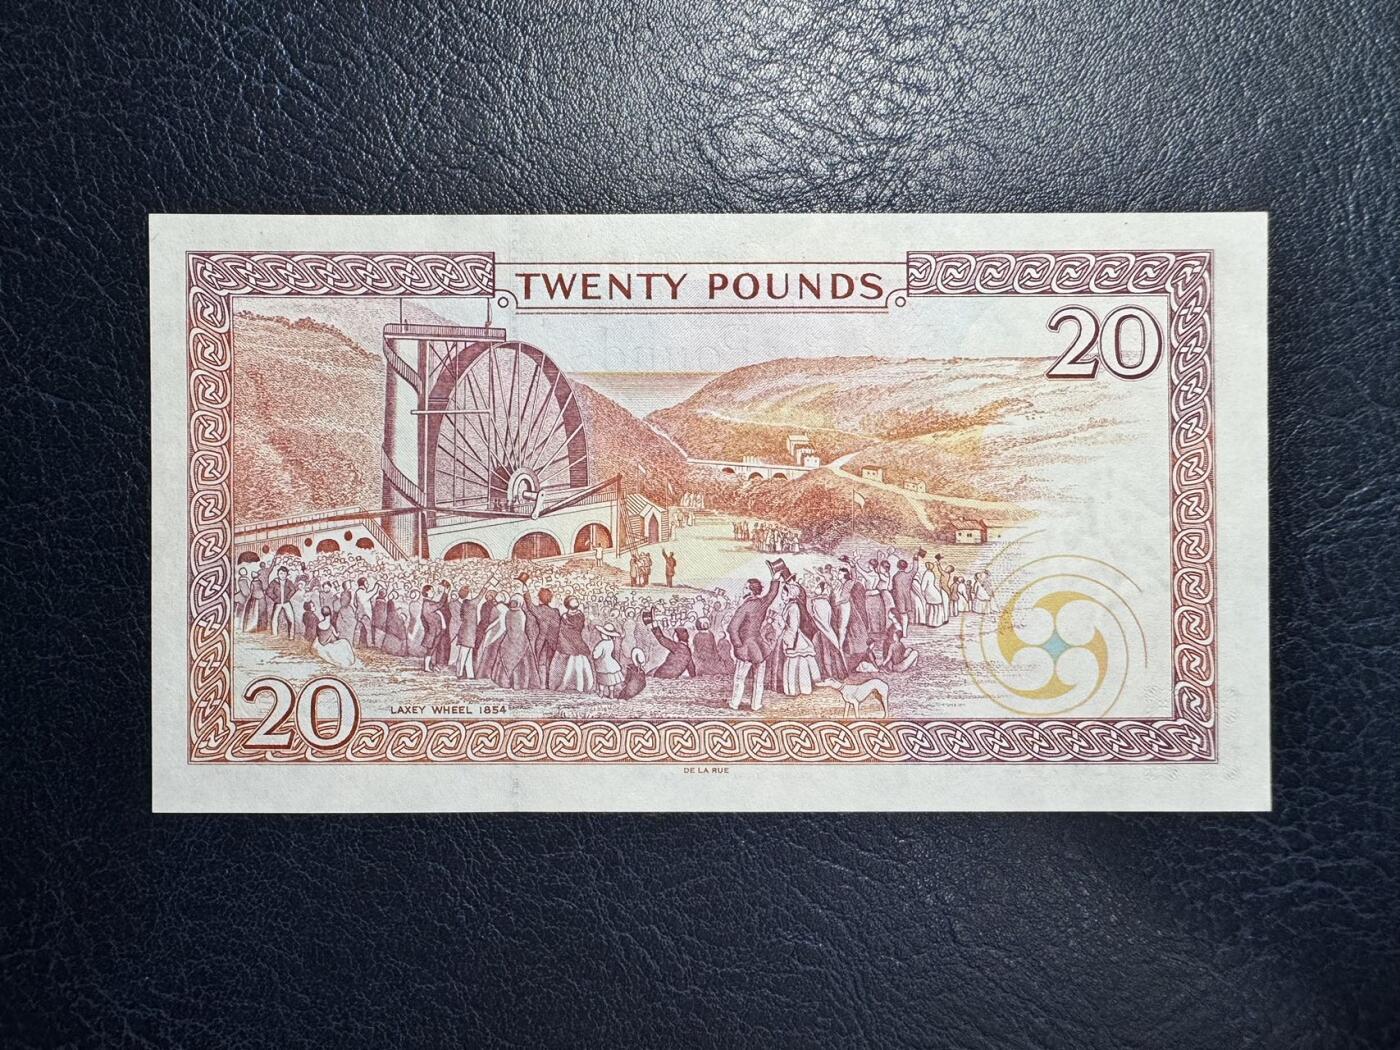 TWENTY POUNDS
20
20
LAXEY WHEEL 1854
DE LA RUE